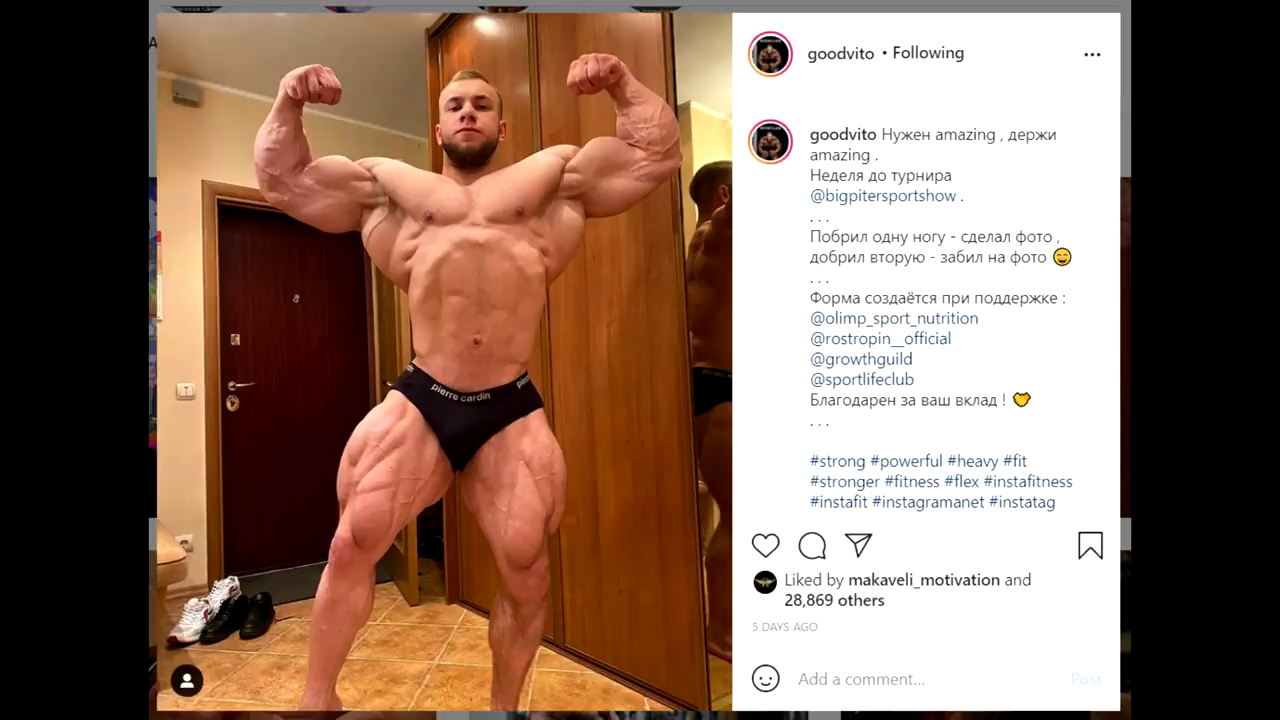 goodvito • Following
goodvito Нужен amazing , держи
amazing .
Неделя до турнира
@bigpitersportshow .
. . .
Побрил одну ногу - сделал фото ,
добрил вторую - забил на фото 😄
. . .
Форма создаётся при поддержке :
@olimp_sport_nutrition
@rostropin__official
@growthguild
@sportlifeclub
Благодарен за ваш вклад !
. . .
#strong #powerful #heavy #fit
#stronger #fitness #flex #instafitness
#instafit #instagramanet #instatag
Liked by makaveli_motivation and
28,869 others
5 DAYS AGO
Add a comment...
Post
pierre cardin